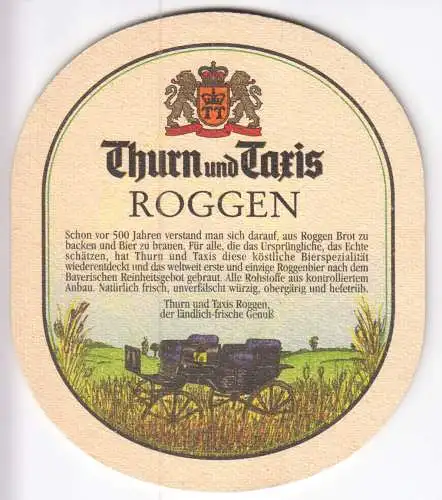 TT
Thurn und Taxis
ROGGEN
Schon vor 500 Jahren verstand man sich darauf, aus Roggen Brot zu
backen und Bier zu brauen. Für alle, die das Ursprüngliche, das Echte
schätzen, hat Thurn und Taxis diese köstliche Bierspezialität
wiederentdeckt und das weltweit erste und einzige Roggenbier nach dem
Bayerischen Reinheitsgebot gebraut. Alle Rohstoffe aus kontrolliertem
Anbau. Natürlich frisch, unverfälscht würzig, obergärig und hefetrüb.
Thurn und Taxis Roggen,
der ländlich-frische Genuß